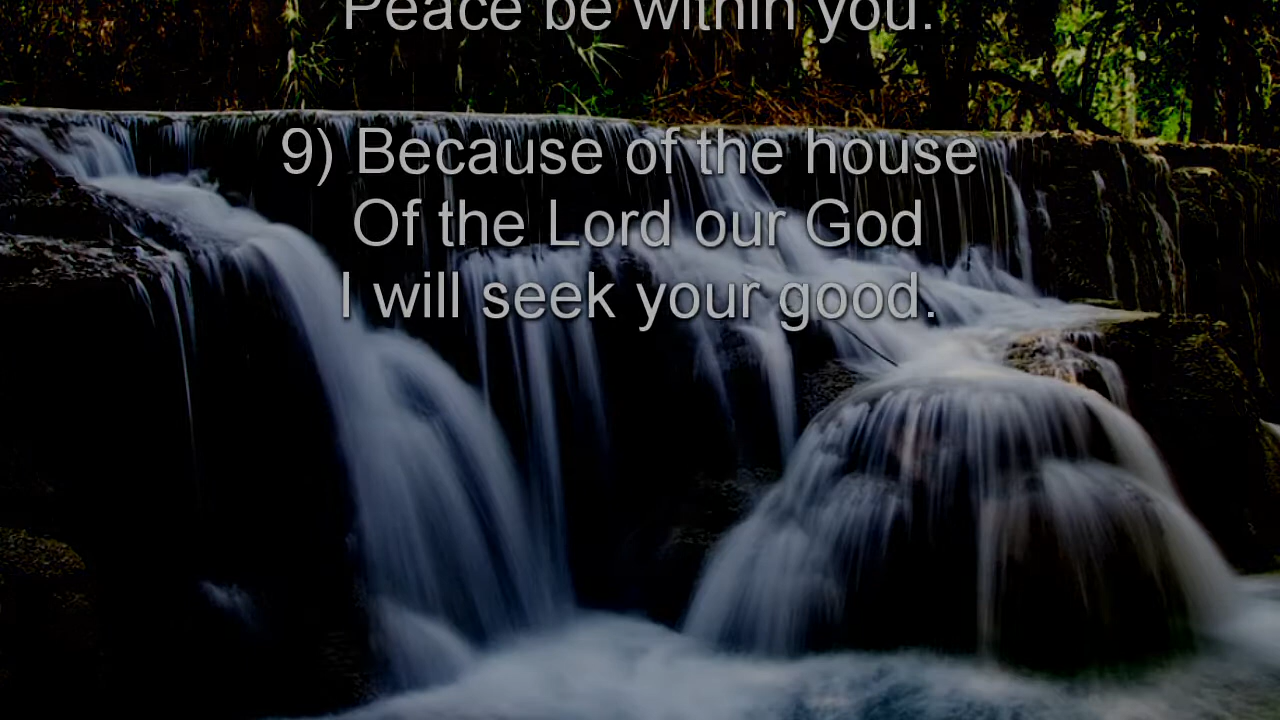 Peace be within you.
9) Because of the house
Of the Lord our God
I will seek your good.